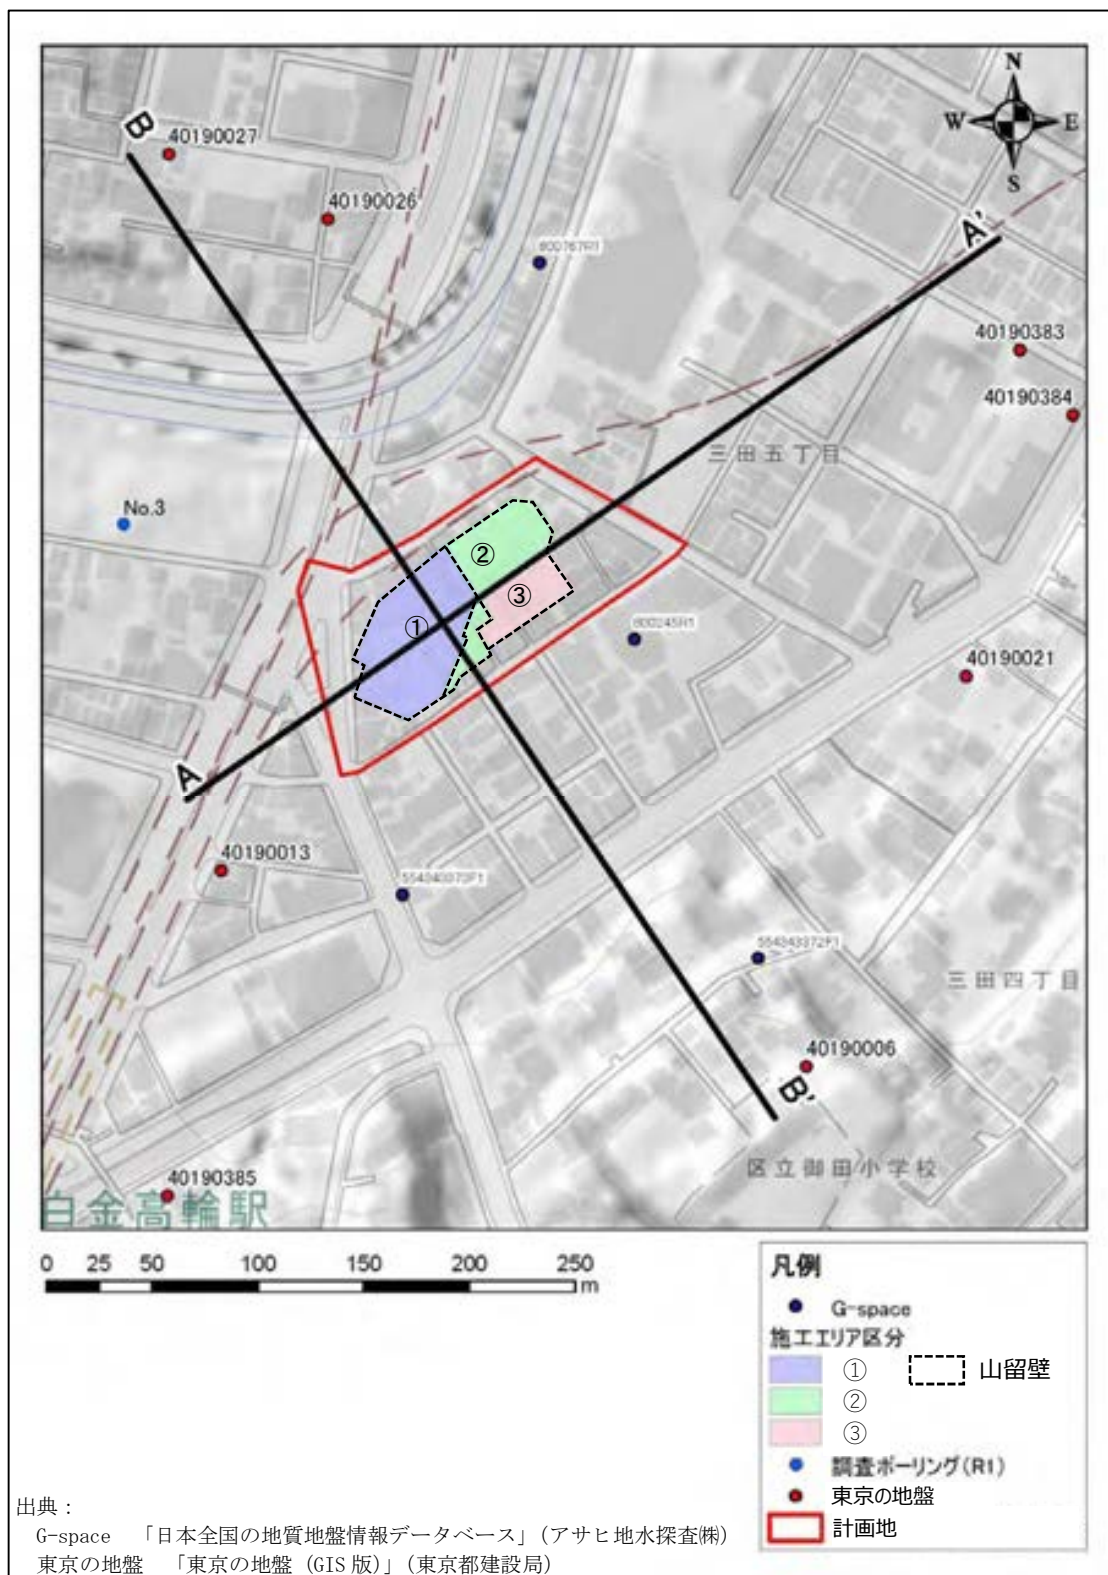 N
W E
S
B
40190027
40190026
800767R1
A'
40190383
40190384
三田五丁目
No.3
②
③
①
800245R1
40190021
A
40190013
554343373F1
554343372F1
三田四丁目
40190006
B'
区立御田小学校
40190385
白金高輪駅
0 25 50 100 150 200 250
m
凡例
G-space
施工エリア区分
① 山留壁
②
③
調査ボーリング(R1)
東京の地盤
計画地
出典：
G-space 「日本全国の地質地盤情報データベース」(アサヒ地水探査㈱)
東京の地盤 「東京の地盤 (GIS 版)」(東京都建設局)